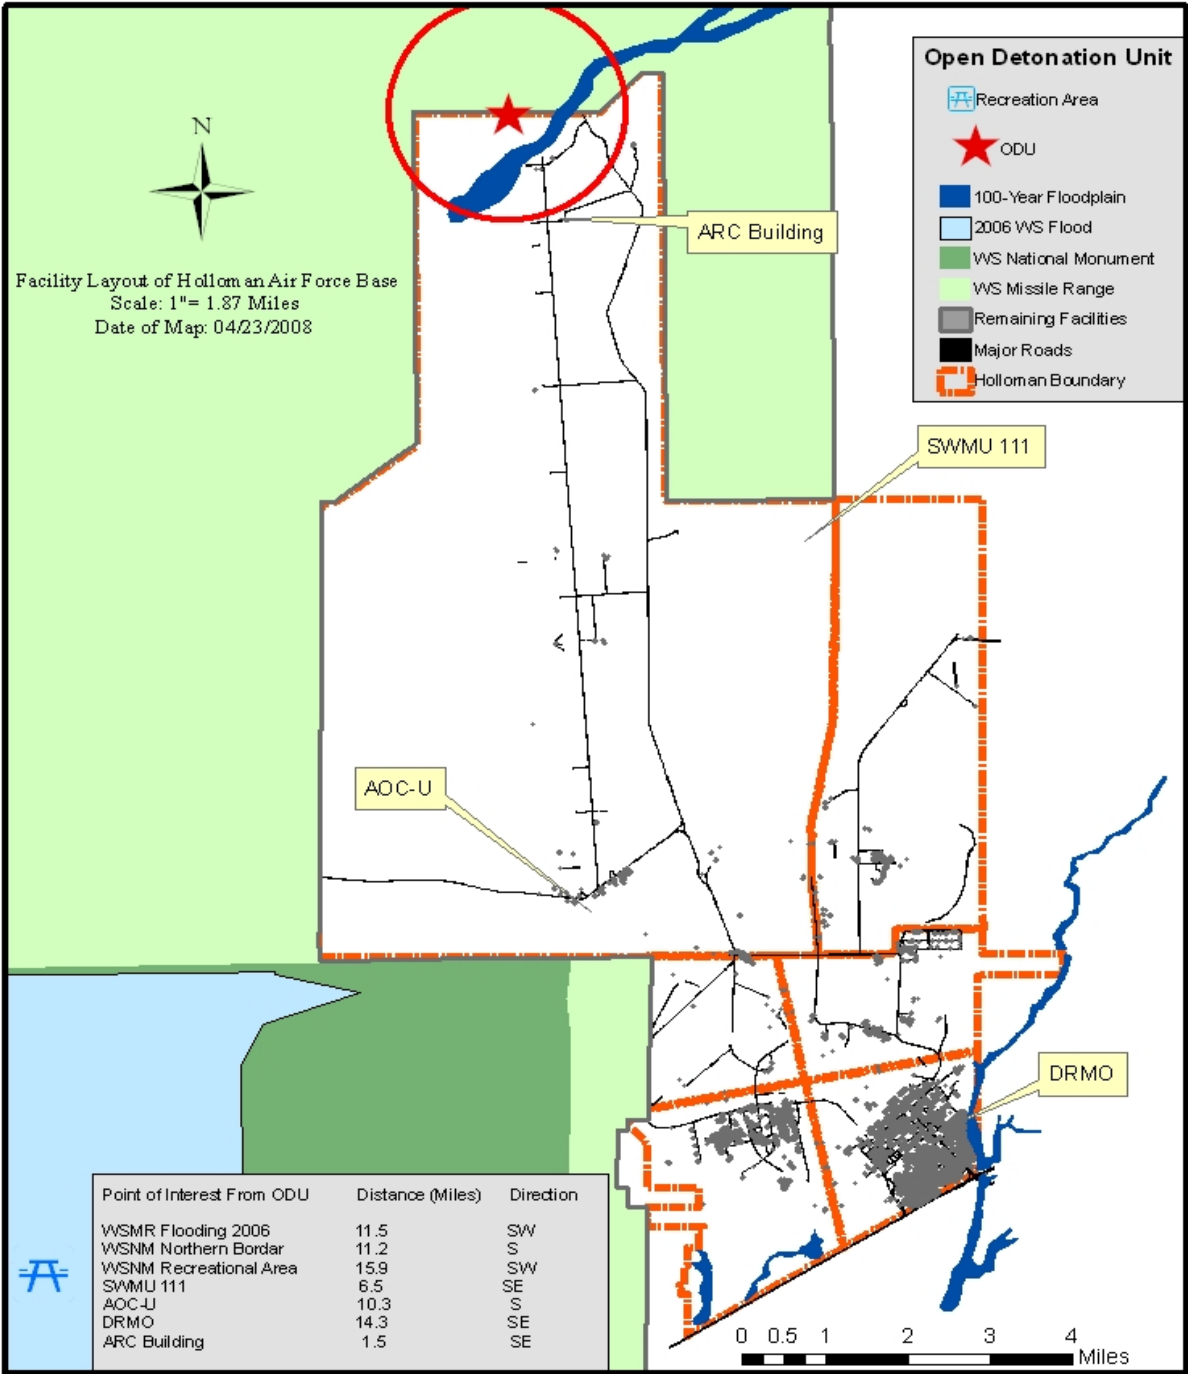 Open Detonation Unit
Recreation Area
ODU
100-Year Floodplain
2006 WS Flood
WS National Monument
WS Missile Range
Remaining Facilities
Major Roads
Holloman Boundary
N
Facility Layout of Holloman Air Force Base
Scale: 1"= 1.87 Miles
Date of Map: 04/23/2008
ARC Building
SWMU 111
AOC-U
DRMO
Point of Interest From ODU Distance (Miles) Direction
WSMR Flooding 2006 11.5 SW
WSNM Northern Bordar 11.2 S
WSNM Recreational Area 15.9 SW
SWMU 111 6.5 SE
AOC-U 10.3 S
DRMO 14.3 SE
ARC Building 1.5 SE
0 0.5 1 2 3 4
Miles